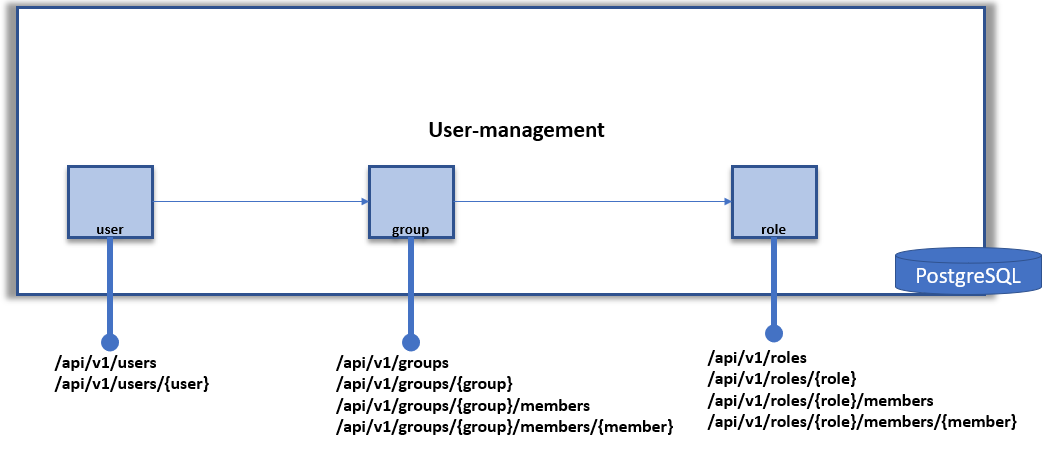 User-management
user
group
role
PostgreSQL
/api/v1/users
/api/v1/users/{user}
/api/v1/groups
/api/v1/groups/{group}
/api/v1/groups/{group}/members
/api/v1/groups/{group}/members/{member}
/api/v1/roles
/api/v1/roles/{role}
/api/v1/roles/{role}/members
/api/v1/roles/{role}/members/{member}